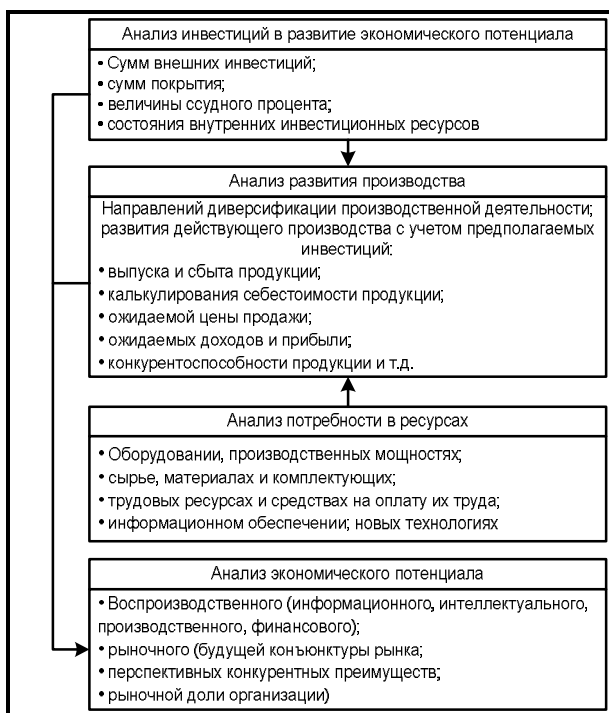 Анализ инвестиций в развитие экономического потенциала
• Сумм внешних инвестиций;
• сумм покрытия;
• величины ссудного процента;
• состояния внутренних инвестиционных ресурсов
Анализ развития производства
Направлений диверсификации производственной деятельности;
развития действующего производства с учетом предполагаемых
инвестиций:
• выпуска и сбыта продукции;
• калькулирования себестоимости продукции;
• ожидаемой цены продажи;
• ожидаемых доходов и прибыли;
• конкурентоспособности продукции и т.д.
Анализ потребности в ресурсах
• Оборудовании, производственных мощностях;
• сырье, материалах и комплектующих;
• трудовых ресурсах и средствах на оплату их труда;
• информационном обеспечении; новых технологиях
Анализ экономического потенциала
• Воспроизводственного (информационного, интеллектуального,
производственного, финансового);
• рыночного (будущей конъюнктуры рынка;
• перспективных конкурентных преимуществ;
• рыночной доли организации)